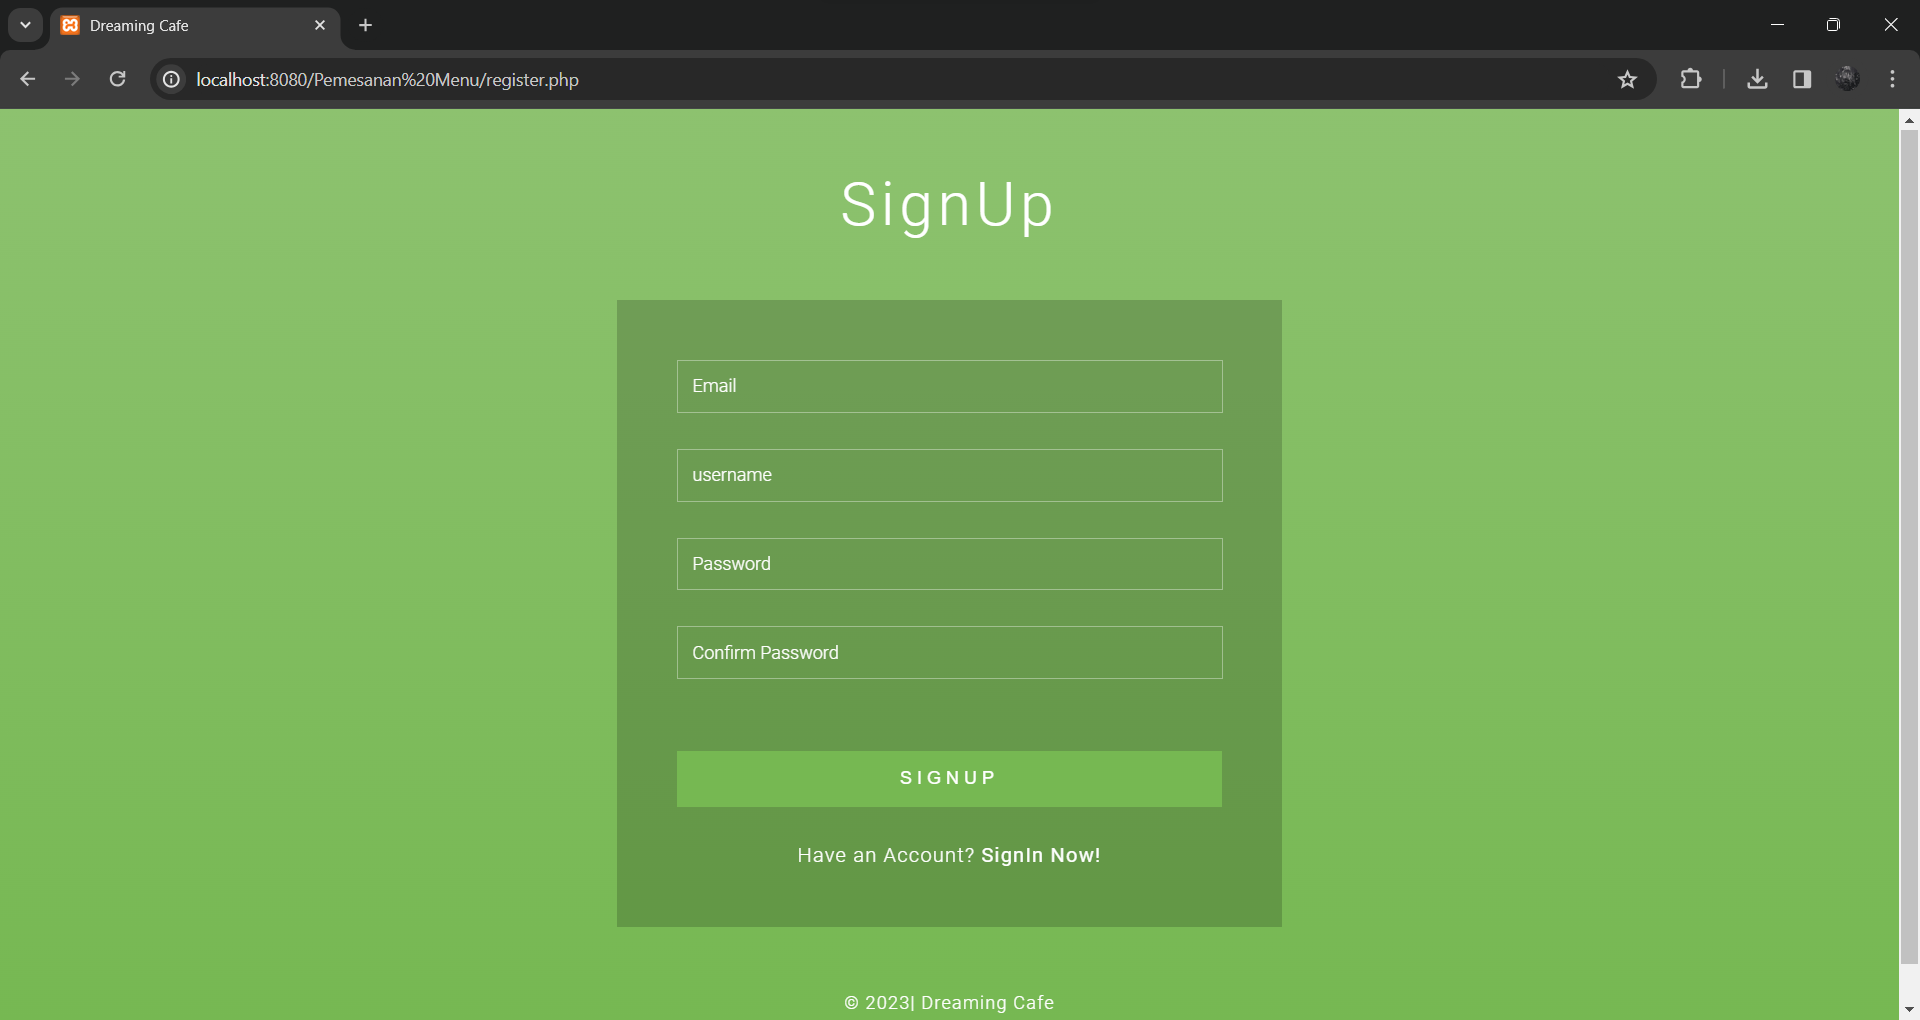 Dreaming Cafe
localhost:8080/Pemesanan%20Menu/register.php
SignUp
Email
username
Password
Confirm Password
SIGNUP
Have an Account? SignIn Now!
© 2023| Dreaming Cafe